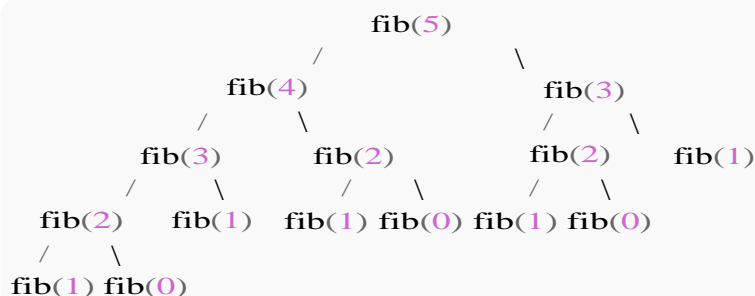 fib(5)
fib(4) fib(3)
fib(3) fib(2) fib(2) fib(1)
fib(2) fib(1) fib(1) fib(0) fib(1) fib(0)
fib(1) fib(0)